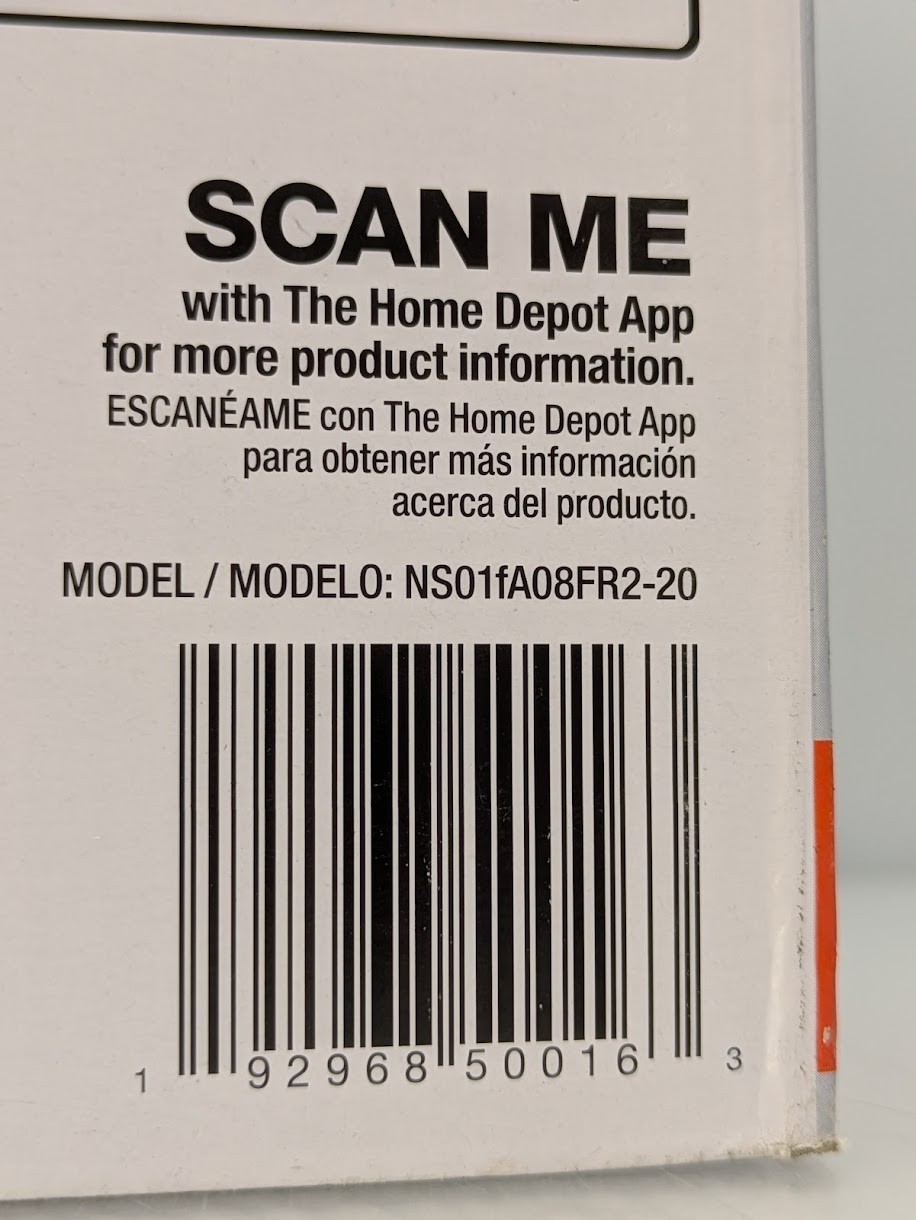 SCAN ME
with The Home Depot App
for more product information.
ESCANÉAME con The Home Depot App
para obtener más información
acerca del producto.
MODEL / MODELO: NS01fA08FR2-20
1 92968 50016 3